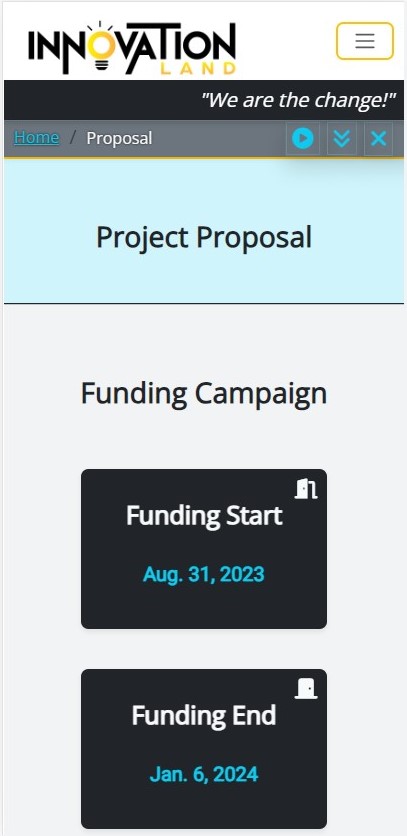 INNOVATION
LAND
"We are the change!"
Home / Proposal
Project Proposal
Funding Campaign
Funding Start
Aug. 31, 2023
Funding End
Jan. 6, 2024